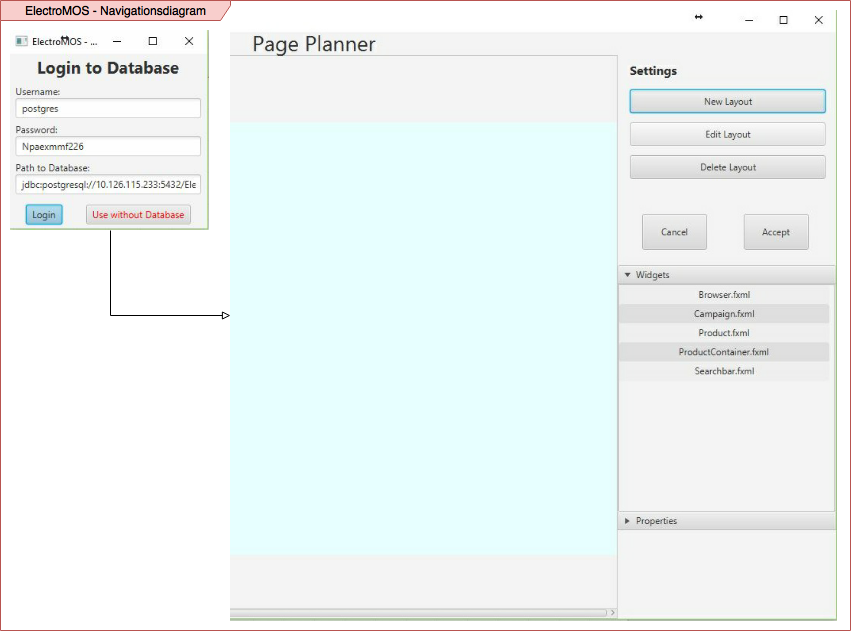 ElectroMOS - Navigationsdiagram
ElectroMOS - ...
Login to Database
Username:
postgres
Password:
Npaexmmf226
Path to Database:
jdbc:postgresql://10.126.115.233:5432/Ele
Login
Use without Database
Page Planner
Settings
New Layout
Edit Layout
Delete Layout
Cancel
Accept
Widgets
Browser.fxml
Campaign.fxml
Product.fxml
ProductContainer.fxml
Searchbar.fxml
Properties